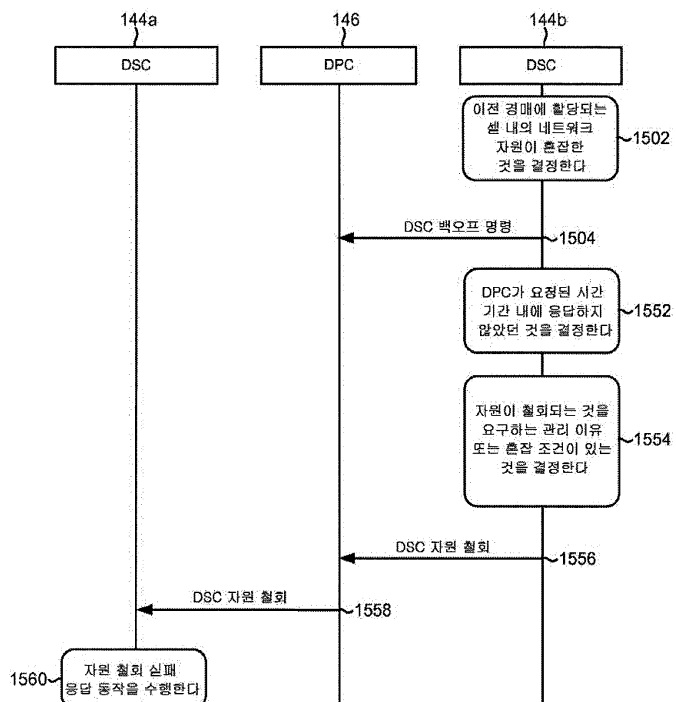 144a
146
144b
DSC
DPC
DSC
이전 경매에 할당되는
셀 내의 네트워크
자원이 혼잡한
것을 결정한다
1502
DSC 백오프 명령
1504
DPC가 요청된 시간
기간 내에 응답하지
않았던 것을 결정한다
1552
자원이 철회되는 것을
요구하는 관리 이유
또는 혼잡 조건이 있는
것을 결정한다
1554
DSC 자원 철회
1556
DSC 자원 철회
1558
1560
자원 철회 실패
응답 동작을 수행한다